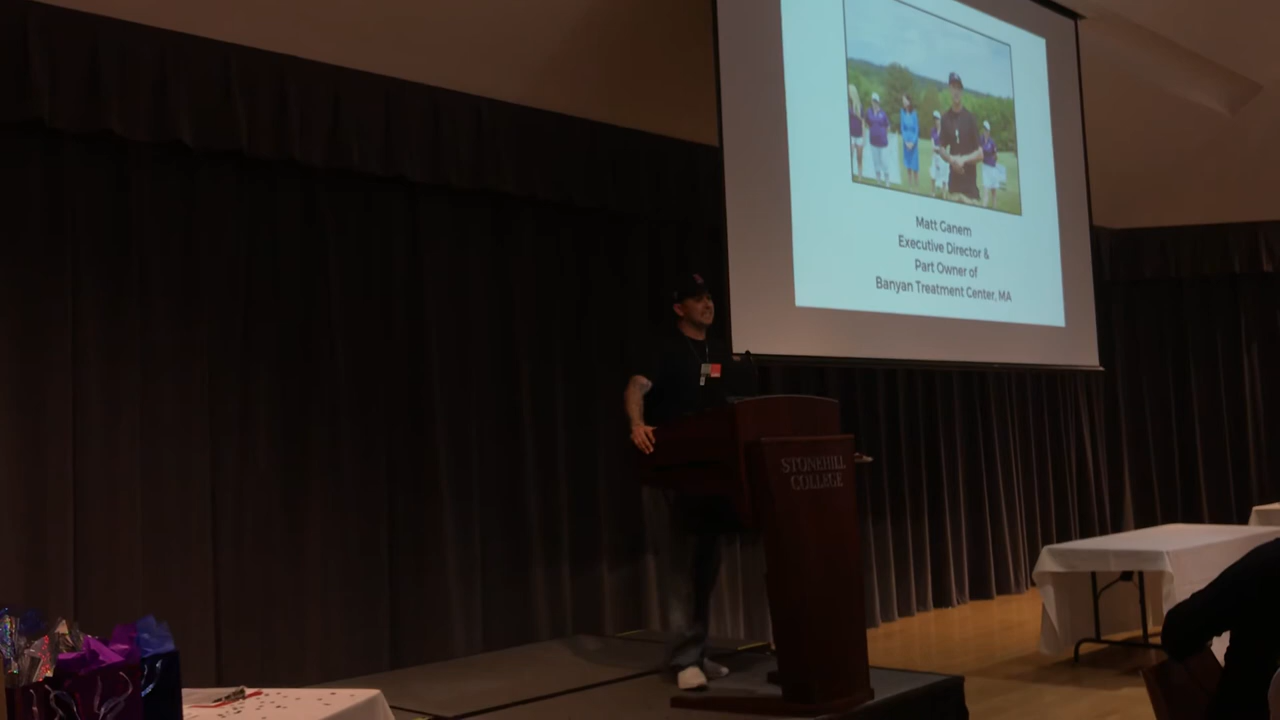 Matt Ganem
Executive Director &
Part Owner of
Banyan Treatment Center, MA
STONEHILL
COLLEGE